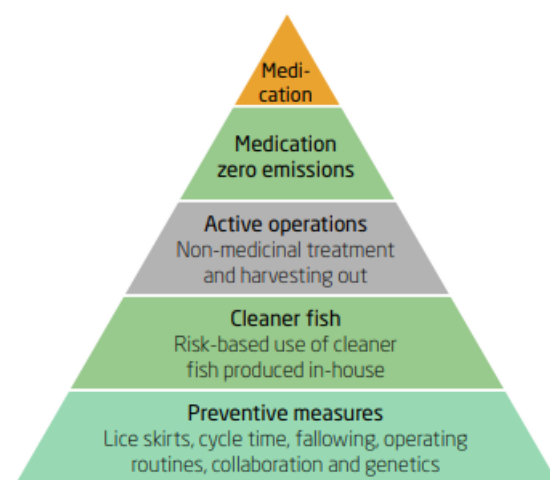 Medi-
cation
Medication
zero emissions
Active operations
Non-medicinal treatment
and harvesting out
Cleaner fish
Risk-based use of cleaner
fish produced in-house
Preventive measures
Lice skirts, cycle time, fallowing, operating
routines, collaboration and genetics